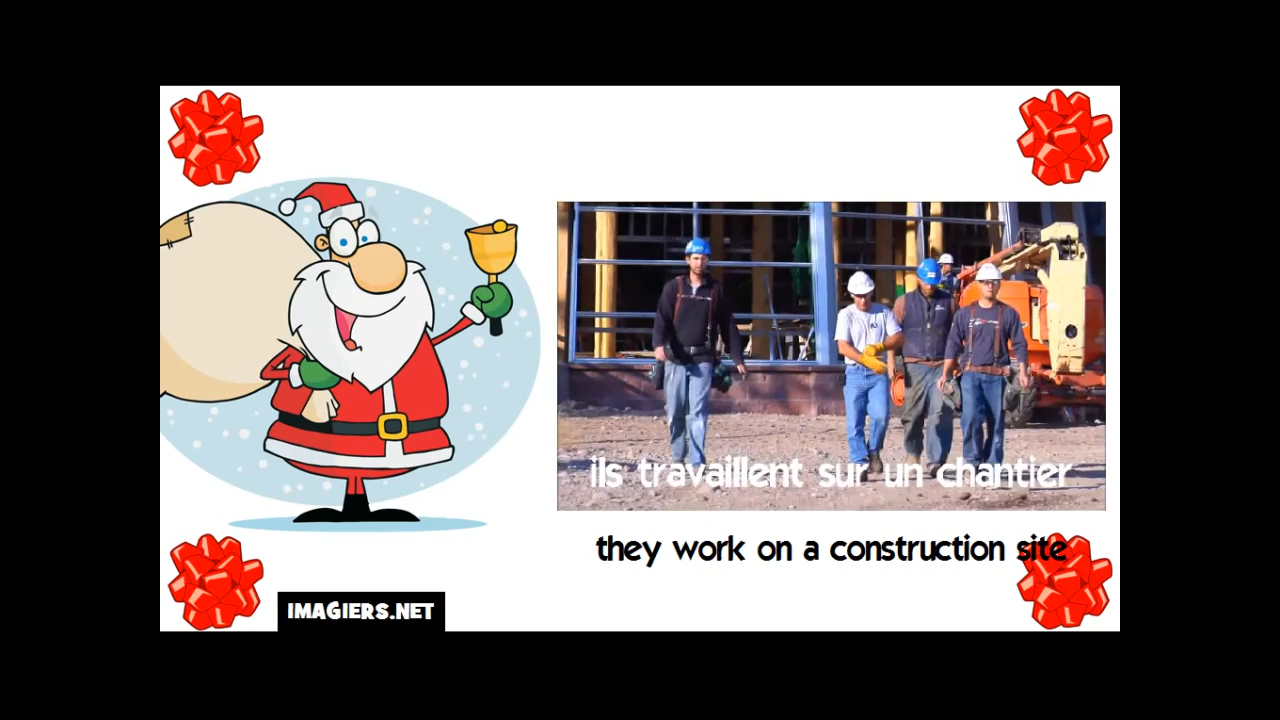 ils travaillent sur un chantier
they work on a construction site
IMAGIERS.NET